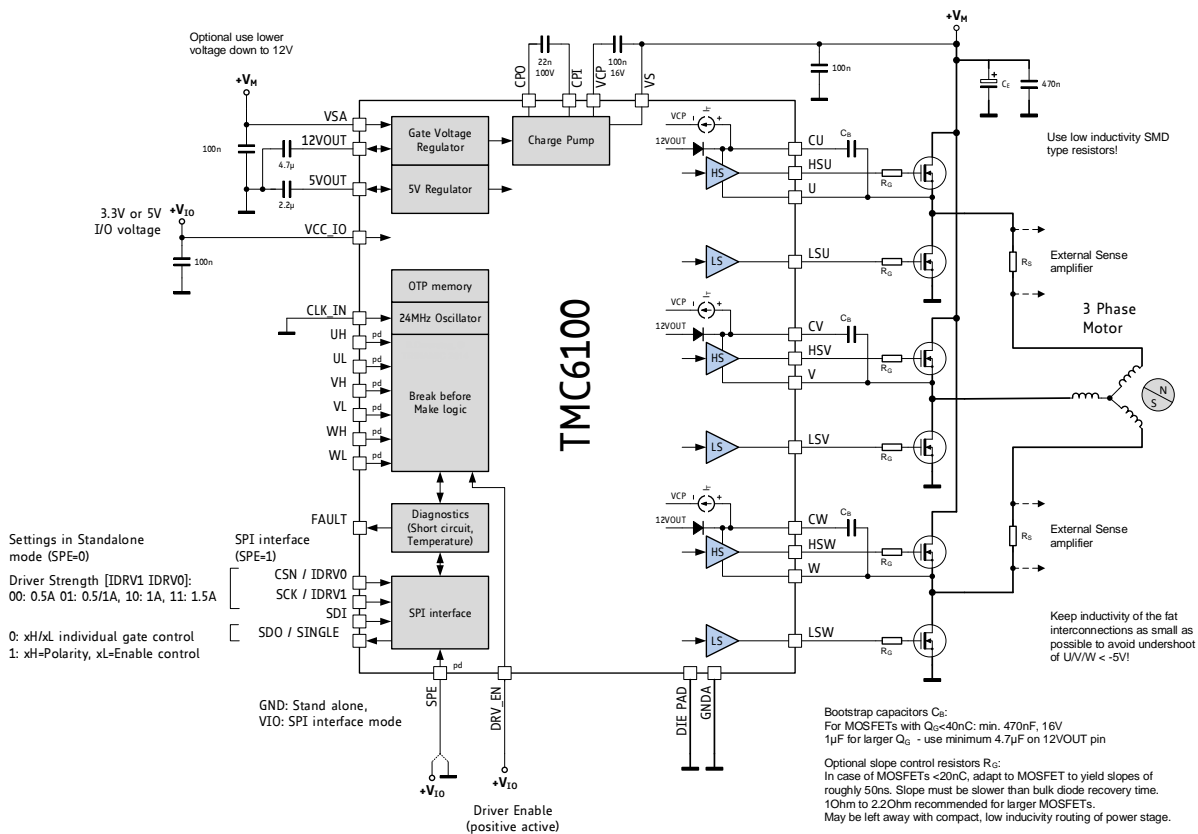 +VM
Optional use lower
voltage down to 12V
+VM
CPO
22n
100V
CPI
VCP
100n
16V
VS
100n
CE
470n
VSA
100n
12VOUT
4.7µ
5VOUT
2.2µ
Gate Voltage
Regulator
5V Regulator
Charge Pump
3.3V or 5V
I/O voltage
+VIO
VCC_IO
100n
OTP memory
24MHz Oscillator
Break before
Make logic
CLK_IN
UH
pd
UL
pd
VH
pd
VL
pd
WH
pd
WL
pd
TMC6100
VCP
+
12VOUT
HS
CU
CB
HSU
RG
U
LS
LSU
RG
VCP
+
12VOUT
HS
CV
CB
HSV
RG
V
LS
LSV
RG
VCP
+
12VOUT
HS
CW
CB
HSW
RG
W
LS
LSW
RG
Use low inductivity SMD
type resistors!
RS
External Sense
amplifier
3 Phase
Motor
N
S
RS
External Sense
amplifier
Keep inductivity of the fat
interconnections as small as
possible to avoid undershoot
of U/V/W < -5V!
FAULT
Diagnostics
(Short circuit,
Temperature)
Settings in Standalone
mode (SPE=0)
SPI interface
(SPE=1)
Driver Strength [IDRV1 IDRV0]:
00: 0.5A 01: 0.5/1A, 10: 1A, 11: 1.5A
CSN / IDRV0
SCK / IDRV1
SDI
SDO / SINGLE
SPI interface
0: xH/xL individual gate control
1: xH=Polarity, xL=Enable control
pd
SPE
DRV_EN
DIE PAD
GNDA
GND: Stand alone,
VIO: SPI interface mode
+VIO
+VIO
Driver Enable
(positive active)
Bootstrap capacitors CB:
For MOSFETs with QG<40nC: min. 470nF, 16V
1µF for larger QG - use minimum 4.7µF on 12VOUT pin
Optional slope control resistors RG:
In case of MOSFETs <20nC, adapt to MOSFET to yield slopes of
roughly 50ns. Slope must be slower than bulk diode recovery time.
1Ohm to 2.2Ohm recommended for larger MOSFETs.
May be left away with compact, low inducivity routing of power stage.